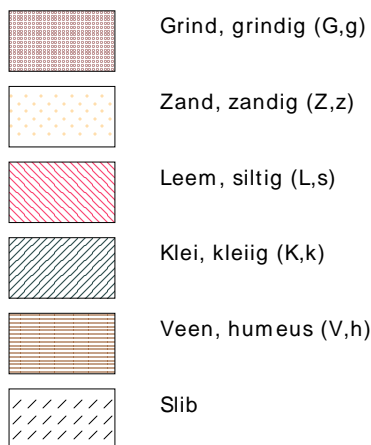 Grind, grindig (G,g)
Zand, zandig (Z,z)
Leem, siltig (L,s)
Klei, kleiig (K,k)
Veen, humeus (V,h)
Slib